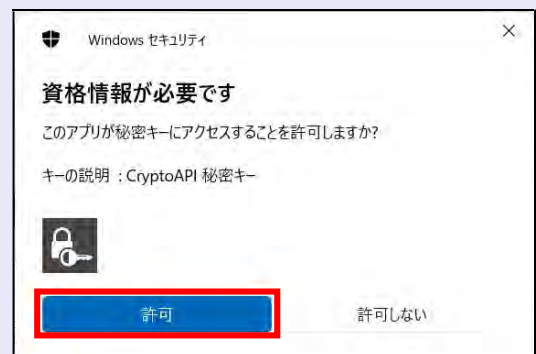 Windows セキュリティ
資格情報が必要です
このアプリが秘密キーにアクセスすることを許可しますか?
キーの説明 : CryptoAPI 秘密キー
許可
許可しない